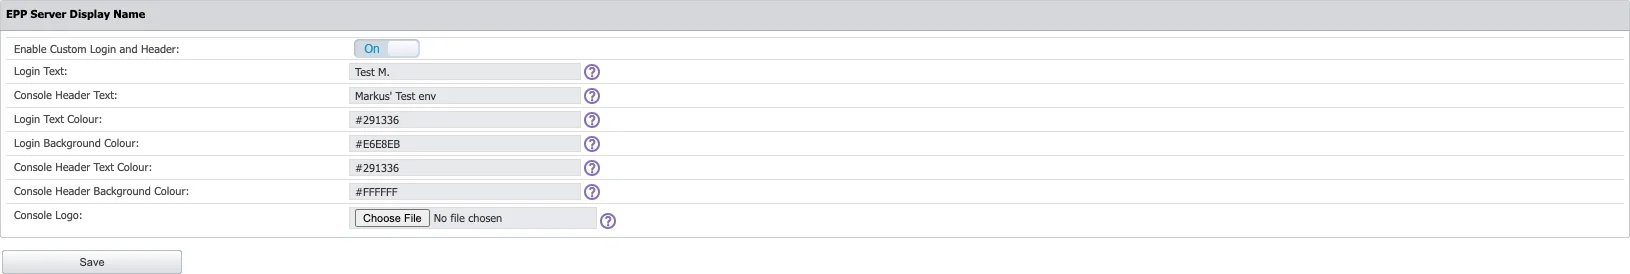 EPP Server Display Name
Enable Custom Login and Header: On
Login Text: Test M. ?
Console Header Text: Markus' Test env ?
Login Text Colour: #291336 ?
Login Background Colour: #E6E8EB ?
Console Header Text Colour: #291336 ?
Console Header Background Colour: #FFFFFF ?
Console Logo: Choose File No file chosen ?
Save